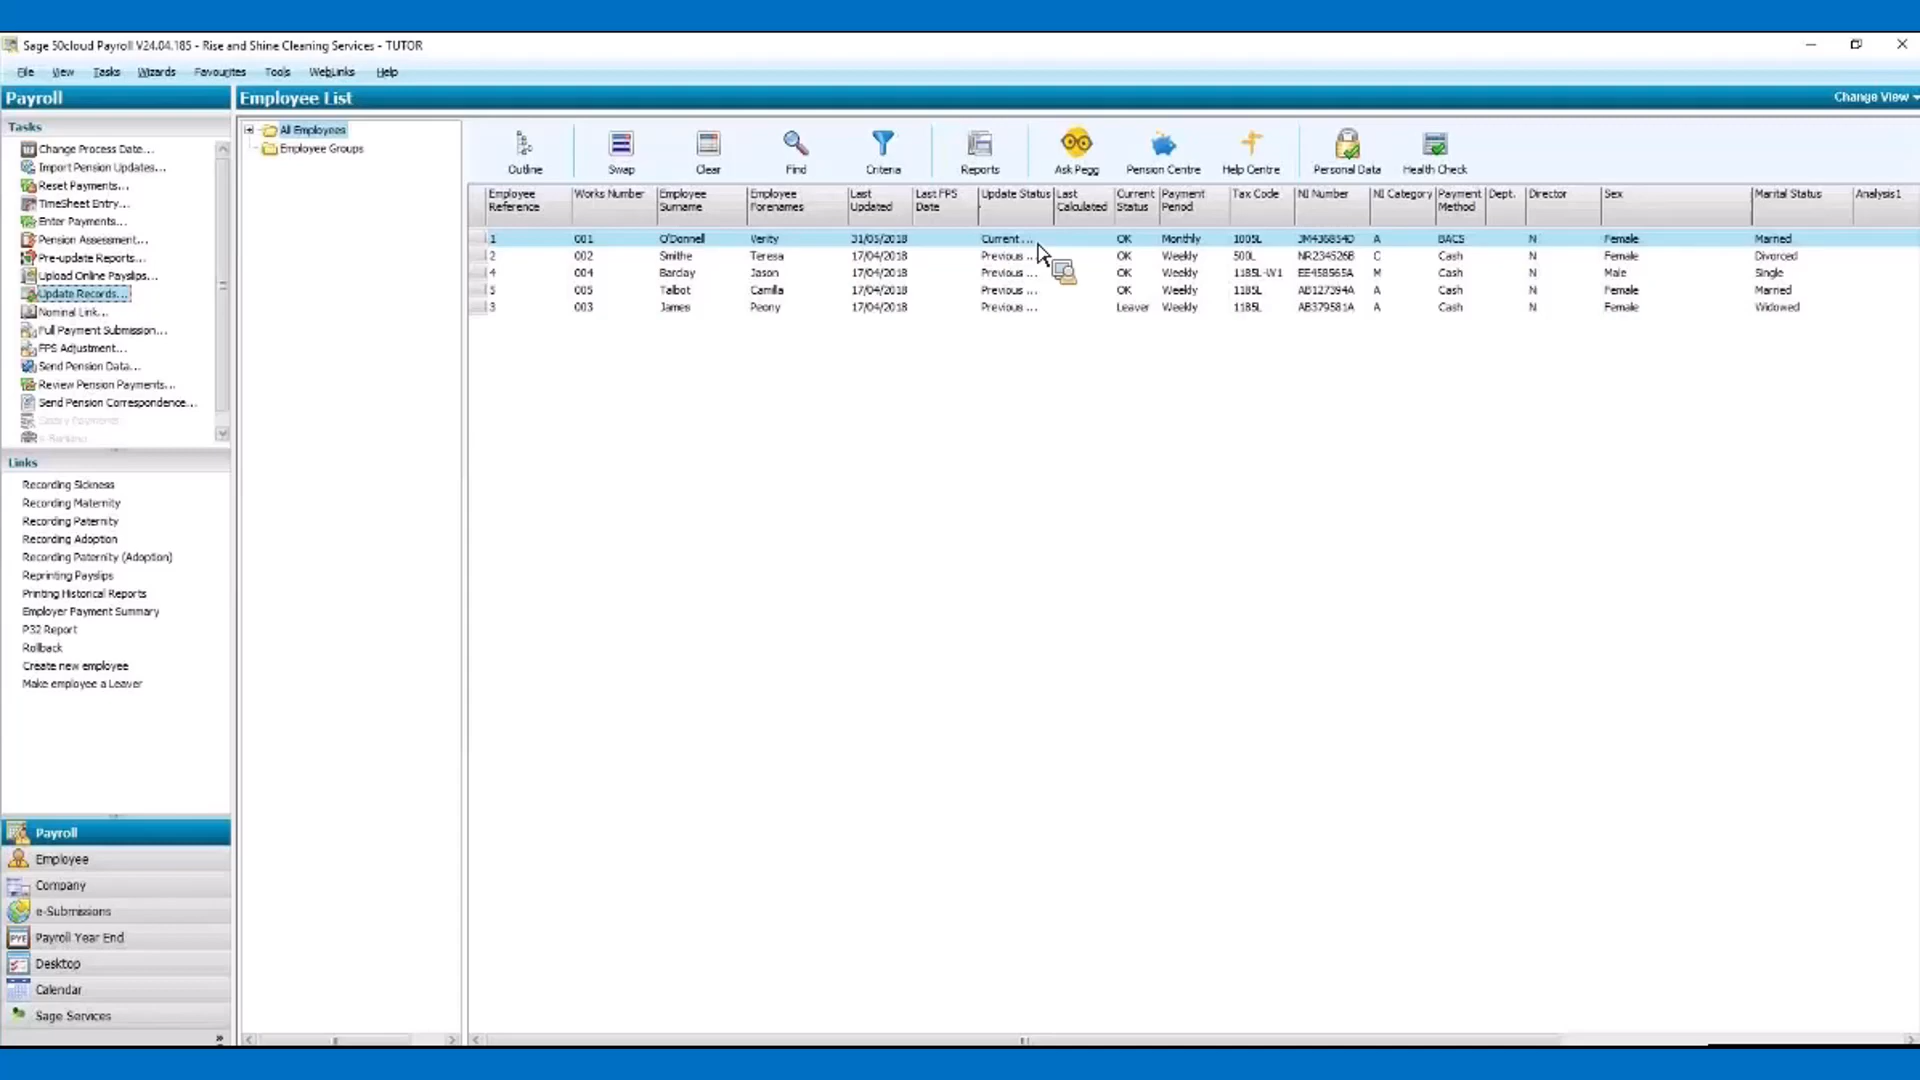 Sage 50cloud Payroll V24.04.185 - Rise and Shine Cleaning Services - TUTOR
File View Tasks Wizards Favourites Tools WebLinks Help
Payroll
Employee List
Change View
Tasks
Change Process Date...
Import Pension Updates...
Reset Payments...
TimeSheet Entry...
Enter Payments...
Pension Assessment...
Pre-update Reports...
Upload Online Payslips...
Update Records...
Nominal Link...
Full Payment Submission...
FPS Adjustment...
Send Pension Data...
Review Pension Payments...
Send Pension Correspondence...
e-Banking
Links
Recording Sickness
Recording Maternity
Recording Paternity
Recording Adoption
Recording Paternity (Adoption)
Reprinting Payslips
Printing Historical Reports
Employer Payment Summary
P32 Report
Rollback
Create new employee
Make employee a Leaver
Payroll
Employee
Company
e-Submissions
PYE Payroll Year End
Desktop
Calendar
Sage Services
All Employees
Employee Groups
Outline Swap Clear Find Criteria Reports Ask Pegg Pension Centre Help Centre Personal Data Health Check
Employee Reference Works Number Employee Surname Employee Forenames Last Updated Last FPS Date Update Status Last Calculated Current Status Payment Period Tax Code NI Number NI Category Payment Method Dept. Director Sex Marital Status Analysis1
1 001 O'Donnell Verity 31/05/2018 Current ... OK Monthly 1005L JM436854D A BACS N Female Married
2 002 Smithe Teresa 17/04/2018 Previous ... OK Weekly 500L NR234526B C Cash N Female Divorced
4 004 Barclay Jason 17/04/2018 Previous ... OK Weekly 1185L-W1 EE458565A M Cash N Male Single
5 005 Talbot Camilla 17/04/2018 Previous ... OK Weekly 1185L AB127394A A Cash N Female Married
3 003 James Peony 17/04/2018 Previous ... Leaver Weekly 1185L AB379581A A Cash N Female Widowed